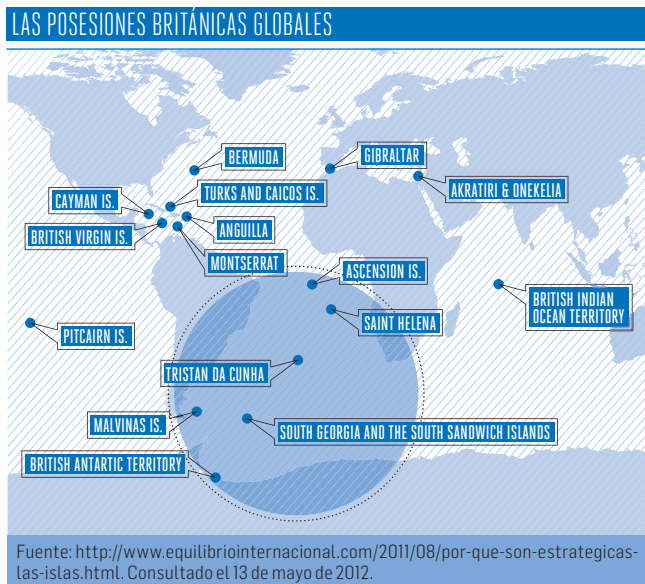 LAS POSESIONES BRITÁNICAS GLOBALES
BERMUDA
GIBRALTAR
TURKS AND CAICOS IS.
AKRATIRI & ONEKELIA
CAYMAN IS.
ANGUILLA
BRITISH VIRGIN IS.
MONTSERRAT
ASCENSION IS.
BRITISH INDIAN
OCEAN TERRITORY
SAINT HELENA
PITCAIRN IS.
TRISTAN DA CUNHA
MALVINAS IS.
SOUTH GEORGIA AND THE SOUTH SANDWICH ISLANDS
BRITISH ANTARTIC TERRITORY
Fuente: http://www.equilibriointernacional.com/2011/08/por-que-son-estrategicas-
las-islas.html. Consultado el 13 de mayo de 2012.